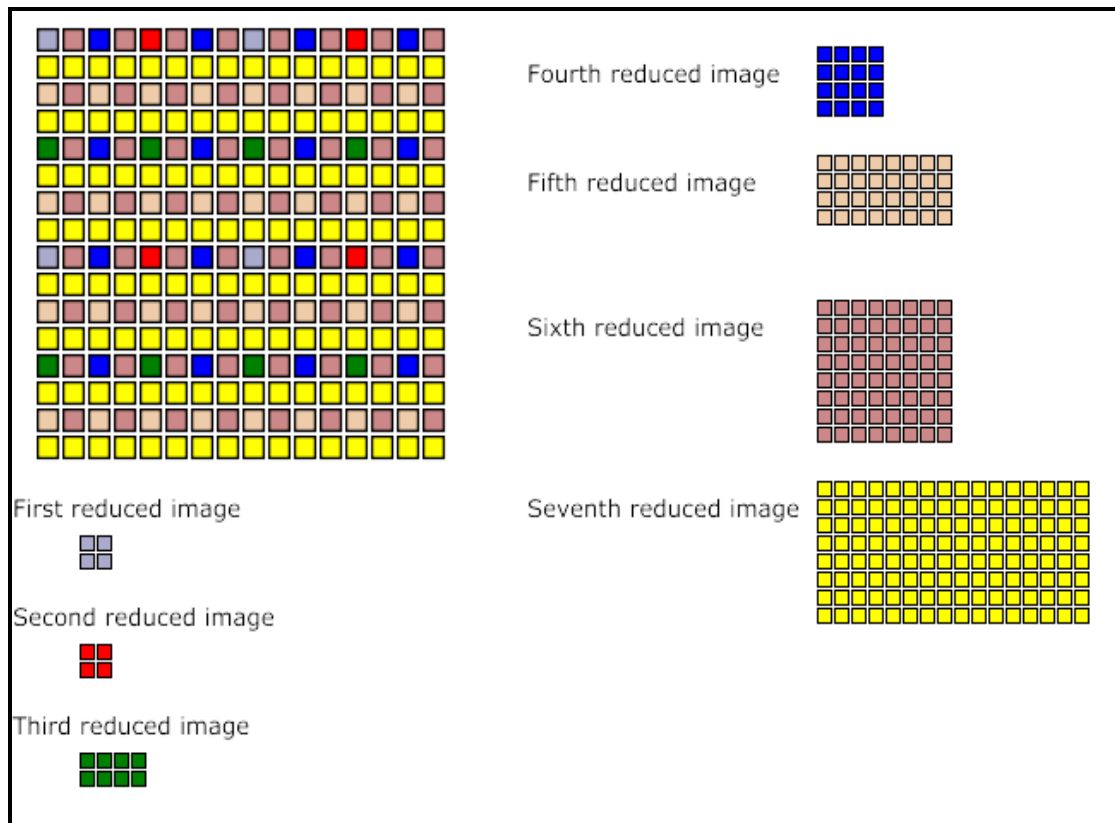 First reduced image
Second reduced image
Third reduced image
Fourth reduced image
Fifth reduced image
Sixth reduced image
Seventh reduced image